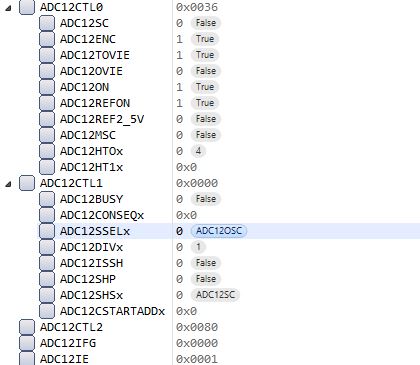 ADC12CTL0 0x0036
ADC12SC 0 False
ADC12ENC 1 True
ADC12TOVIE 1 True
ADC12OVIE 0 False
ADC12ON 1 True
ADC12REFON 1 True
ADC12REF2_5V 0 False
ADC12MSC 0 False
ADC12HTOx 0 4
ADC12HT1x 0x0
ADC12CTL1 0x0000
ADC12BUSY 0 False
ADC12CONSEQx 0x0
ADC12SSELx 0 ADC12OSC
ADC12DIVx 0 1
ADC12ISSH 0 False
ADC12SHP 0 False
ADC12SHSx 0 ADC12SC
ADC12CSTARTADDx 0x0
ADC12CTL2 0x0080
ADC12IFG 0x0000
ADC12IE 0x0001